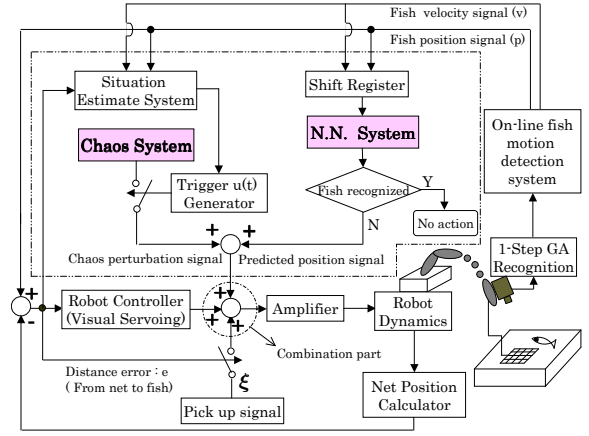 Fish velocity signal (v)
Fish position signal (p)
Situation
Estimate System
Shift Register
Chaos System
N.N. System
On-line fish
motion
detection
system
Trigger u(t)
Generator
Fish recognized
Y
No action
N
Chaos perturbation signal
Predicted position signal
1-Step GA
Recognition
+
+
+
-
Robot Controller
(Visual Servoing)
+
+
+
Amplifier
Robot
Dynamics
Combination part
Distance error : e
( From net to fish)
ξ
Pick up signal
Net Position
Calculator